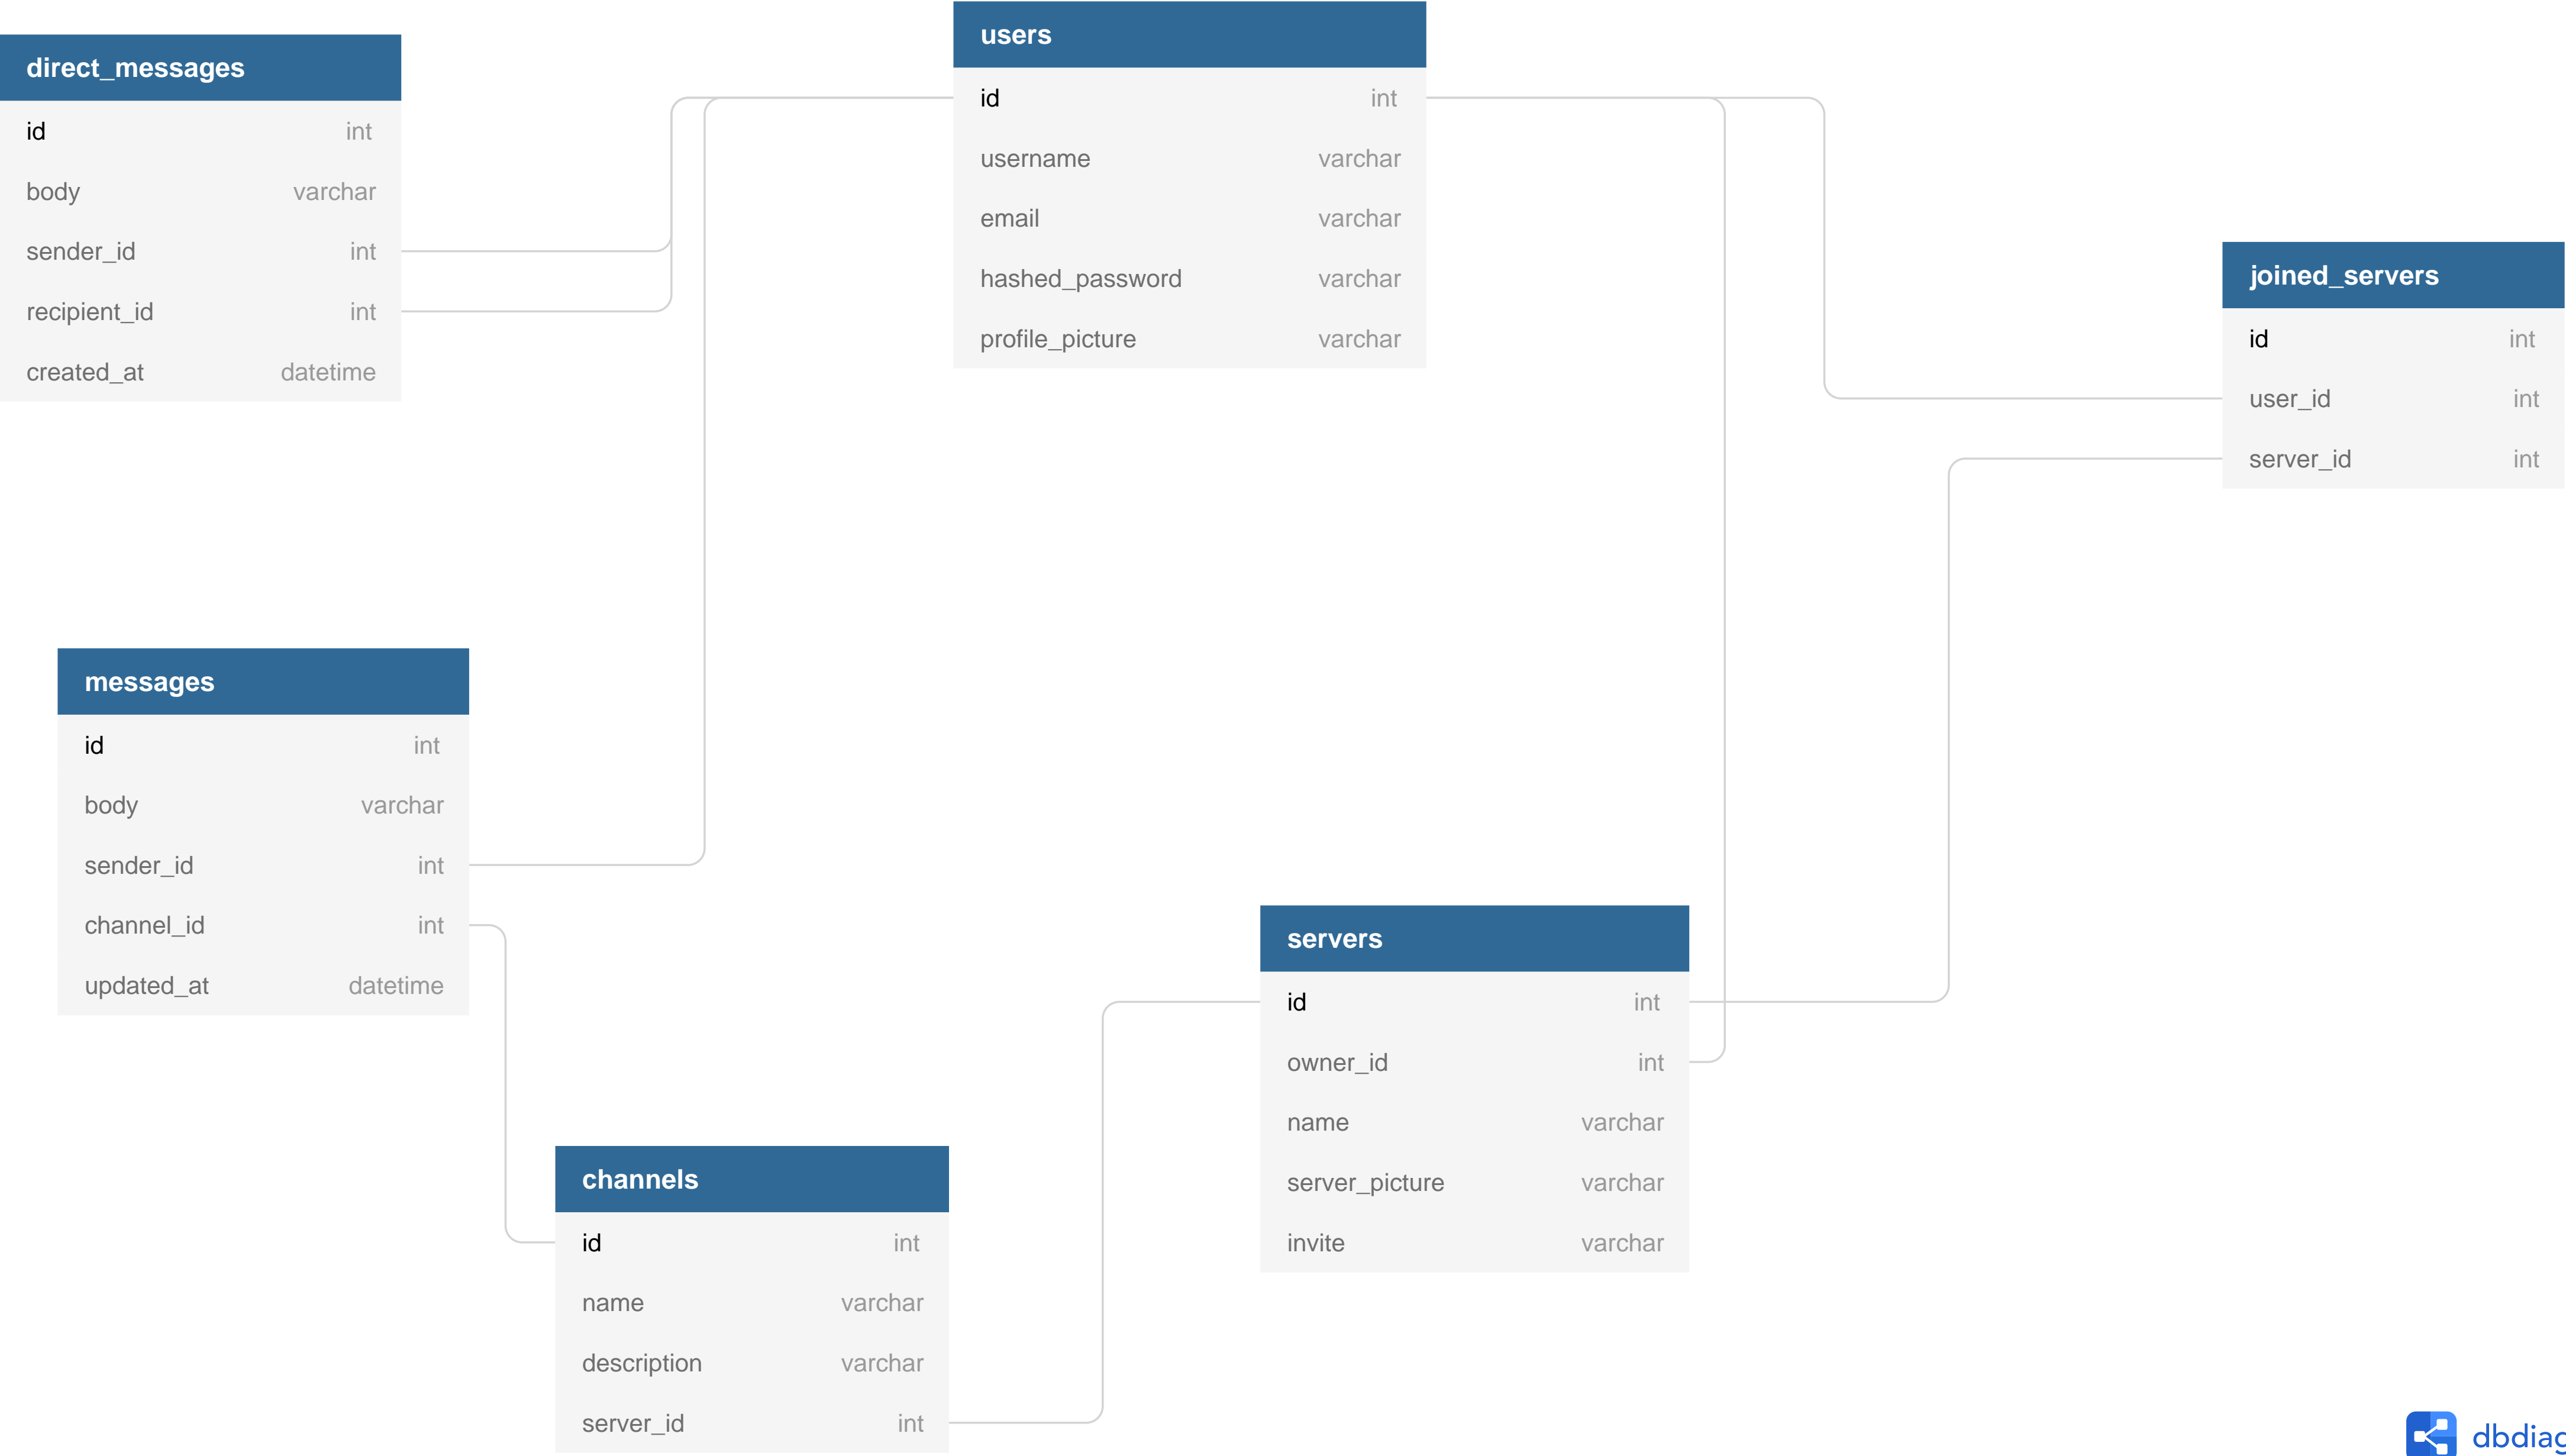 direct_messages
id int
body varchar
sender_id int
recipient_id int
created_at datetime
users
id int
username varchar
email varchar
hashed_password varchar
profile_picture varchar
joined_servers
id int
user_id int
server_id int
messages
id int
body varchar
sender_id int
channel_id int
updated_at datetime
servers
id int
owner_id int
name varchar
server_picture varchar
invite varchar
channels
id int
name varchar
description varchar
server_id int